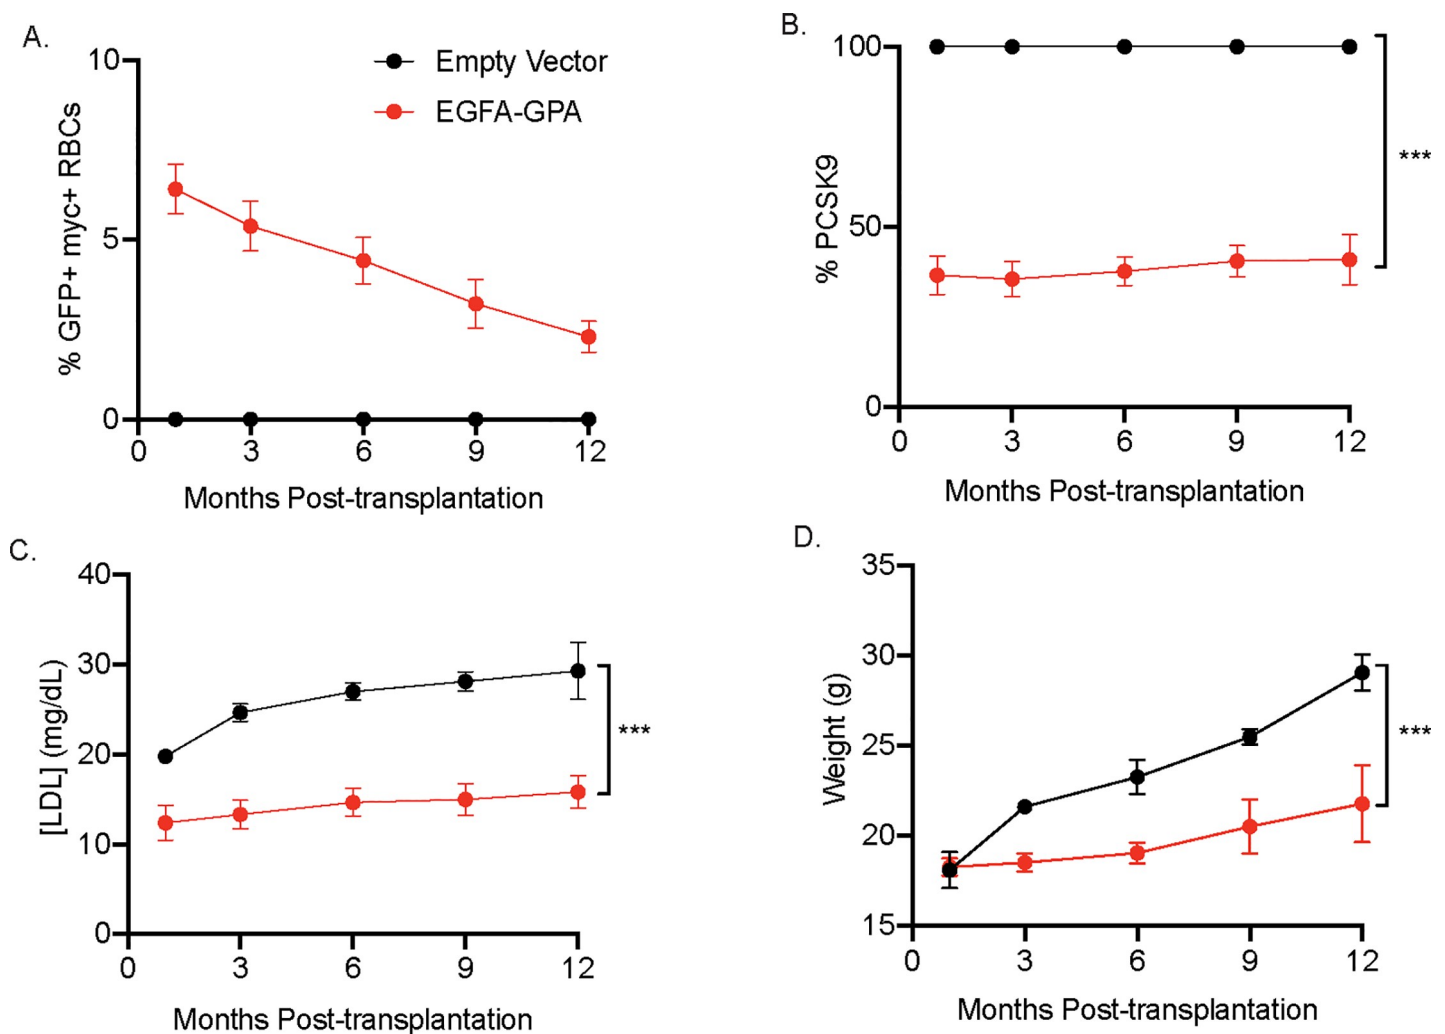 A.
10
5
0
% GFP+ myc+ RBCs
Empty Vector
EGFA-GPA
0 3 6 9 12
Months Post-transplantation
B.
100
50
0
% PCSK9
***
0 3 6 9 12
Months Post-transplantation
C.
40
30
20
10
0
[LDL] (mg/dL)
***
0 3 6 9 12
Months Post-transplantation
D.
35
30
25
20
15
Weight (g)
***
0 3 6 9 12
Months Post-transplantation